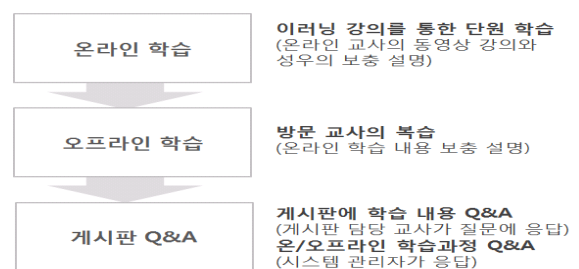 온라인 학습
이러닝 강의를 통한 단원 학습
(온라인 교사의 동영상 강의와
성우의 보충 설명)
오프라인 학습
방문 교사의 복습
(온라인 학습 내용 보충 설명)
게시판 Q&A
게시판에 학습 내용 Q&A
(게시판 담당 교사가 질문에 응답)
온/오프라인 학습과정 Q&A
(시스템 관리자가 응답)